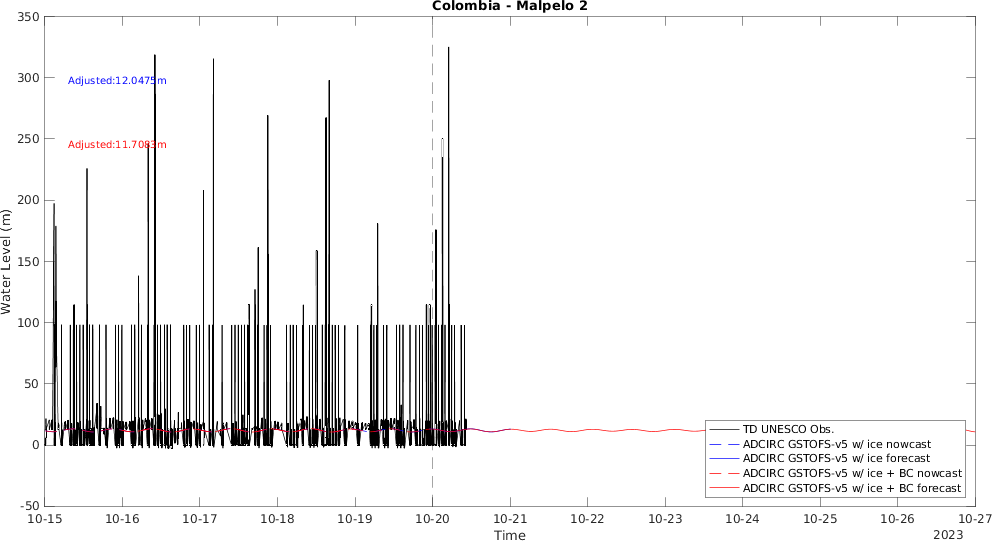 Colombia - Malpelo 2
350
300
250
200
150
100
50
0
-50
Water Level (m)
Adjusted:12.0475m
Adjusted:11.7083m
TD UNESCO Obs.
ADCIRC GSTOFS-v5 w/ ice nowcast
ADCIRC GSTOFS-v5 w/ ice forecast
ADCIRC GSTOFS-v5 w/ ice + BC nowcast
ADCIRC GSTOFS-v5 w/ ice + BC forecast
10-15 10-16 10-17 10-18 10-19 10-20 10-21 10-22 10-23 10-24 10-25 10-26 10-27
Time
2023